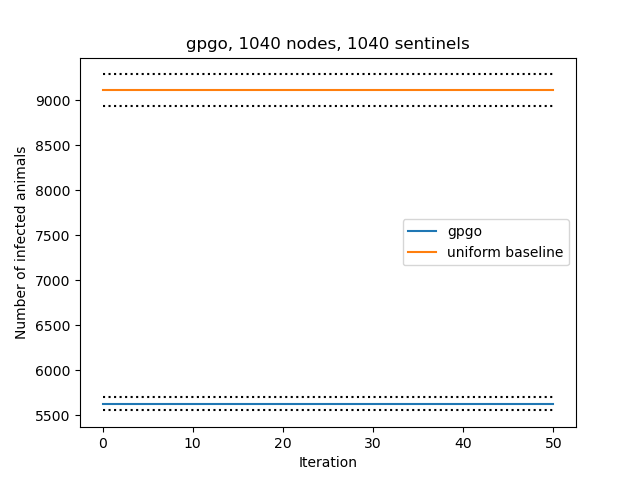 gpgo, 1040 nodes, 1040 sentinels
Number of infected animals
9000
8500
8000
7500
7000
6500
6000
5500
gpgo
uniform baseline
0 10 20 30 40 50
Iteration